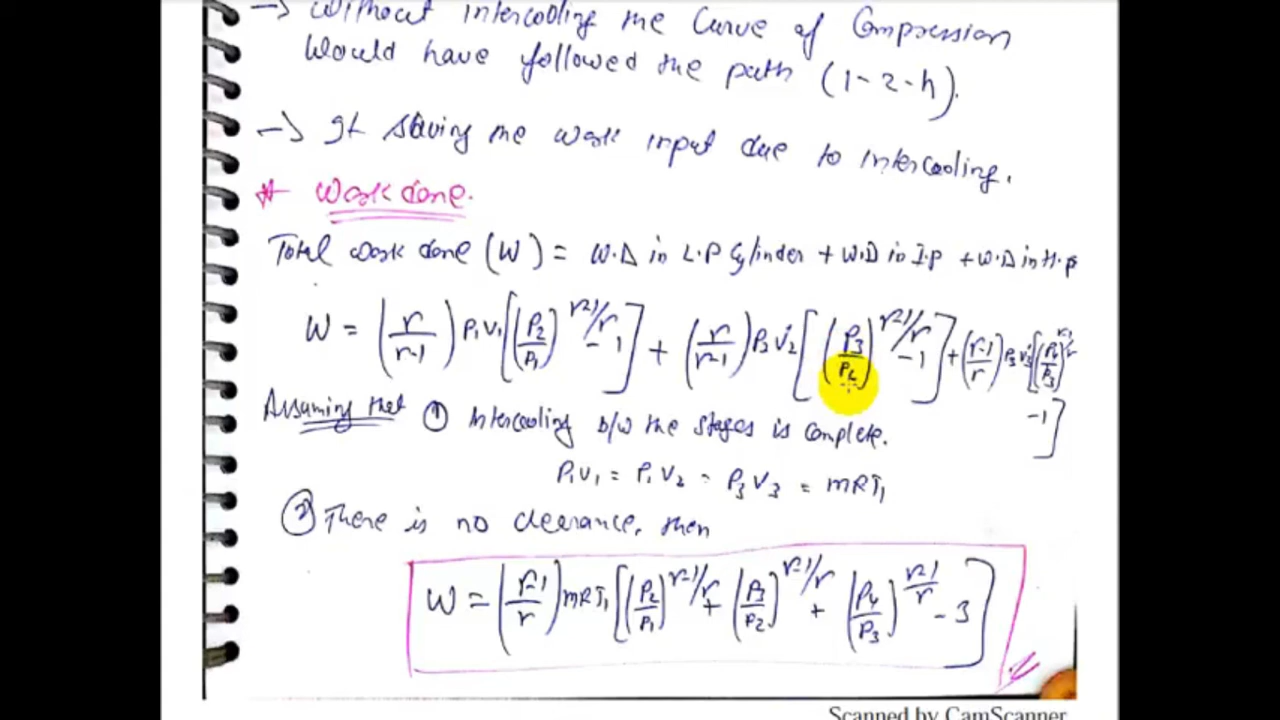 → Without intercooling the Curve of Compression
Would have followed the path (1-2-h).
→ It saving the work input due to Intercooling.
* Work done.
Total work done (W) = W.D in L.P Cylinder + W.D in I.P + W.D in H.P
W = (r/r-1) P₁V₁ [(P₂/P₁)^(r-1/r) - 1] + (r/r-1) P₂ V₂ [(P₃/P₂)^(r-1/r) - 1] + (r-1/r) P₃ V₃ [(P₄/P₃)^(r-1/r)
-1]
Assuming that ① Intercooling b/w the stages is complete.
P₁V₁ = P₁V₂ = P₃V₃ = mRT₁
② There is no clearance, then
W = (r-1/r) mRT₁ [(P₂/P₁)^(r-1/r) + (P₃/P₂)^(r-1/r) + (P₄/P₃)^(r-1/r) - 3]
Scanned by CamScanner